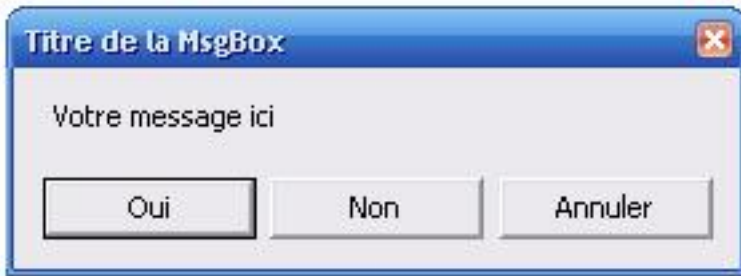 Titre de la MsgBox
Votre message ici
Oui Non Annuler